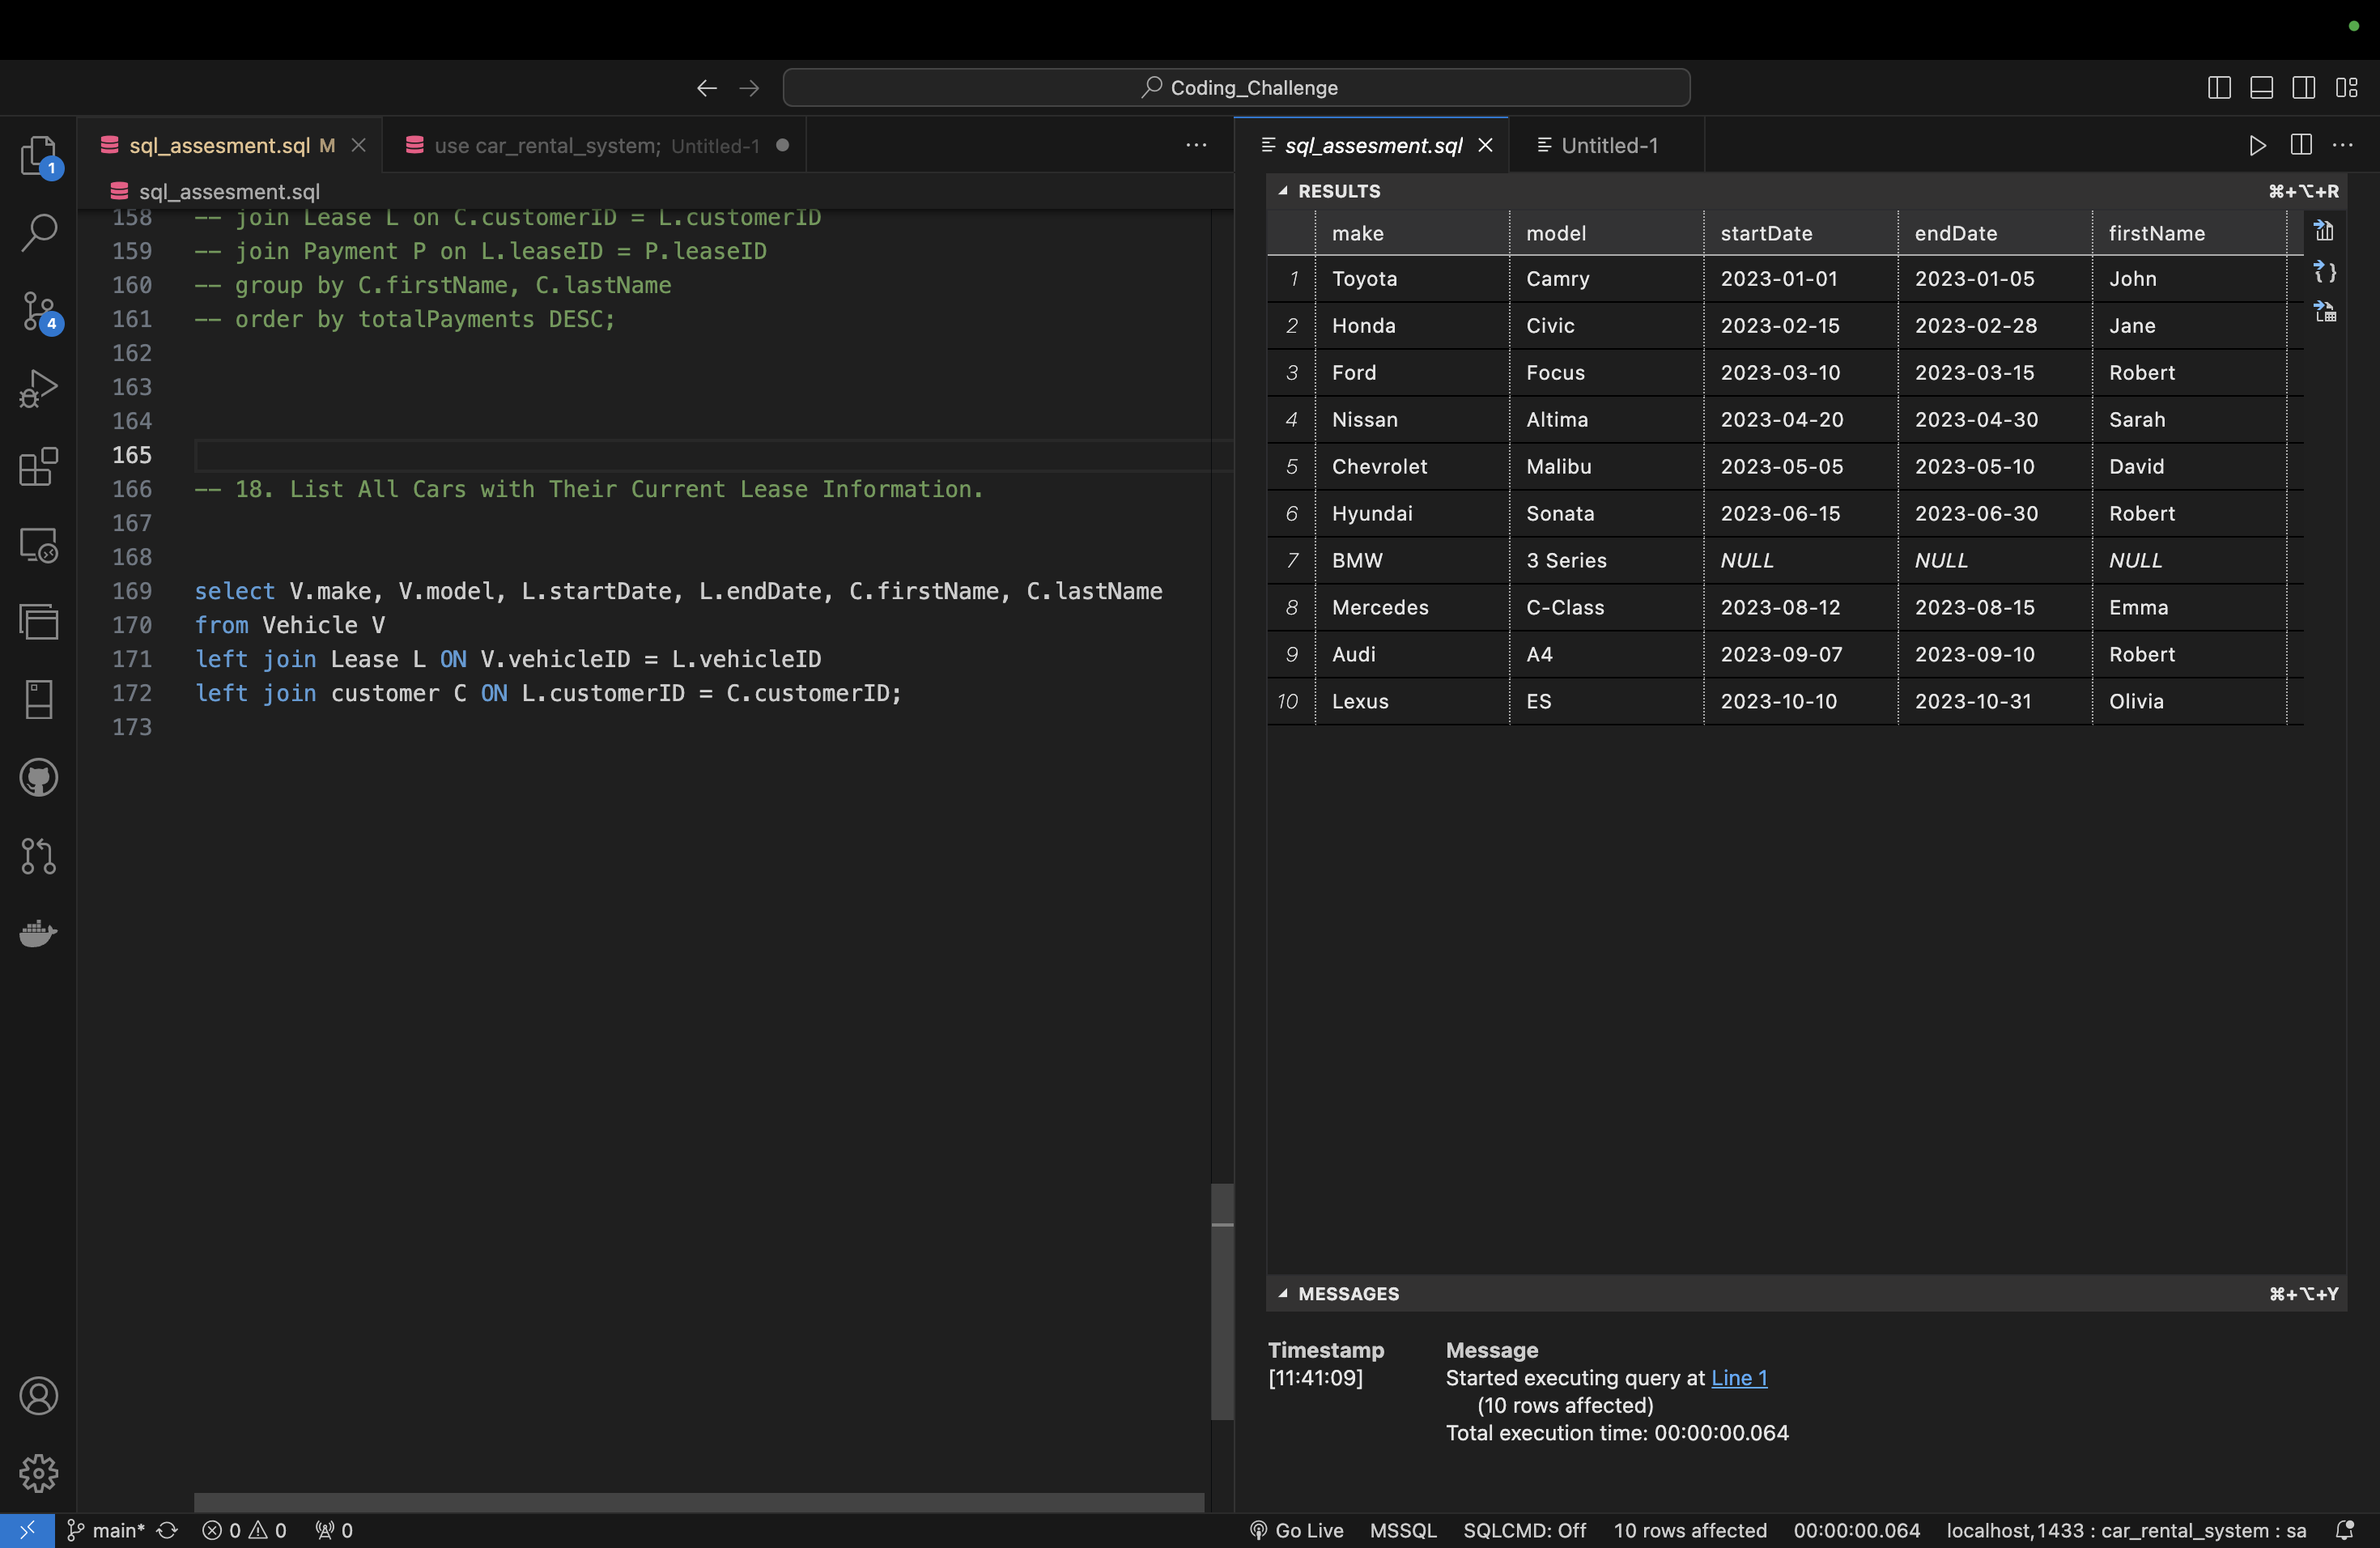 Coding_Challenge
sql_assesment.sql M
use car_rental_system; Untitled-1
sql_assesment.sql
158 -- join Lease L on C.customerID = L.customerID
159 -- join Payment P on L.leaseID = P.leaseID
160 -- group by C.firstName, C.lastName
161 -- order by totalPayments DESC;
162
163
164
165
166 -- 18. List All Cars with Their Current Lease Information.
167
168
169 select V.make, V.model, L.startDate, L.endDate, C.firstName, C.lastName
170 from Vehicle V
171 left join Lease L ON V.vehicleID = L.vehicleID
172 left join customer C ON L.customerID = C.customerID;
173
1
4
sql_assesment.sql
Untitled-1
RESULTS ⌘+⌥+R
make model startDate endDate firstName
1 Toyota Camry 2023-01-01 2023-01-05 John
2 Honda Civic 2023-02-15 2023-02-28 Jane
3 Ford Focus 2023-03-10 2023-03-15 Robert
4 Nissan Altima 2023-04-20 2023-04-30 Sarah
5 Chevrolet Malibu 2023-05-05 2023-05-10 David
6 Hyundai Sonata 2023-06-15 2023-06-30 Robert
7 BMW 3 Series NULL NULL NULL
8 Mercedes C-Class 2023-08-12 2023-08-15 Emma
9 Audi A4 2023-09-07 2023-09-10 Robert
10 Lexus ES 2023-10-10 2023-10-31 Olivia
MESSAGES ⌘+⌥+Y
Timestamp Message
[11:41:09] Started executing query at Line 1
(10 rows affected)
Total execution time: 00:00:00.064
main* 0 0 0 Go Live MSSQL SQLCMD: Off 10 rows affected 00:00:00.064 localhost,1433 : car_rental_system : sa